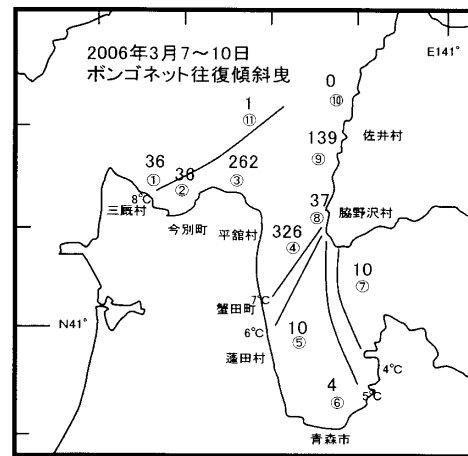 2006年3月7〜10日
ボンゴネット往復傾斜曳
E141°
0
⑩
1
⑪
139
⑨
佐井村
36
①
36
②
262
③
8℃
三厩村
今別町
平舘村
37
⑧
脇野沢村
326
④
10
⑦
7℃
蟹田町
N41°
6℃
10
⑤
蓬田村
4℃
4
⑥
5℃
青森市